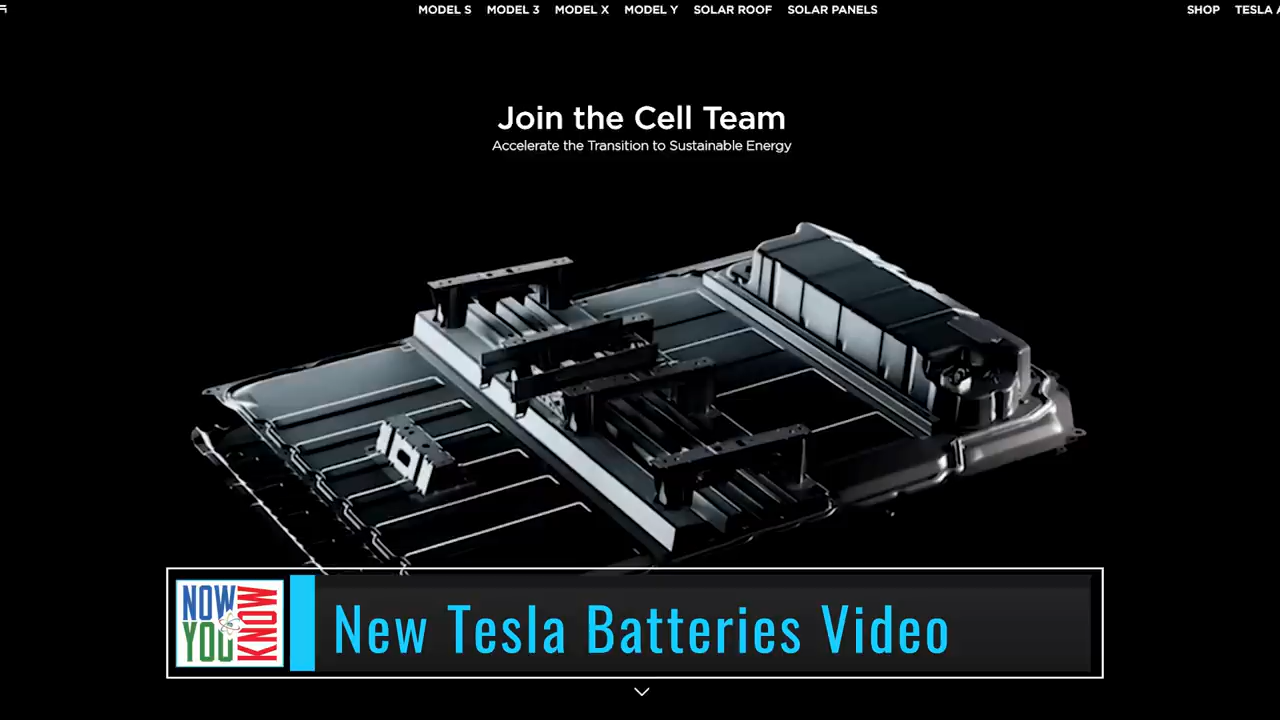 MODEL S MODEL 3 MODEL X MODEL Y SOLAR ROOF SOLAR PANELS SHOP TESLA
Join the Cell Team
Accelerate the Transition to Sustainable Energy
NOW YOU KNOW
New Tesla Batteries Video